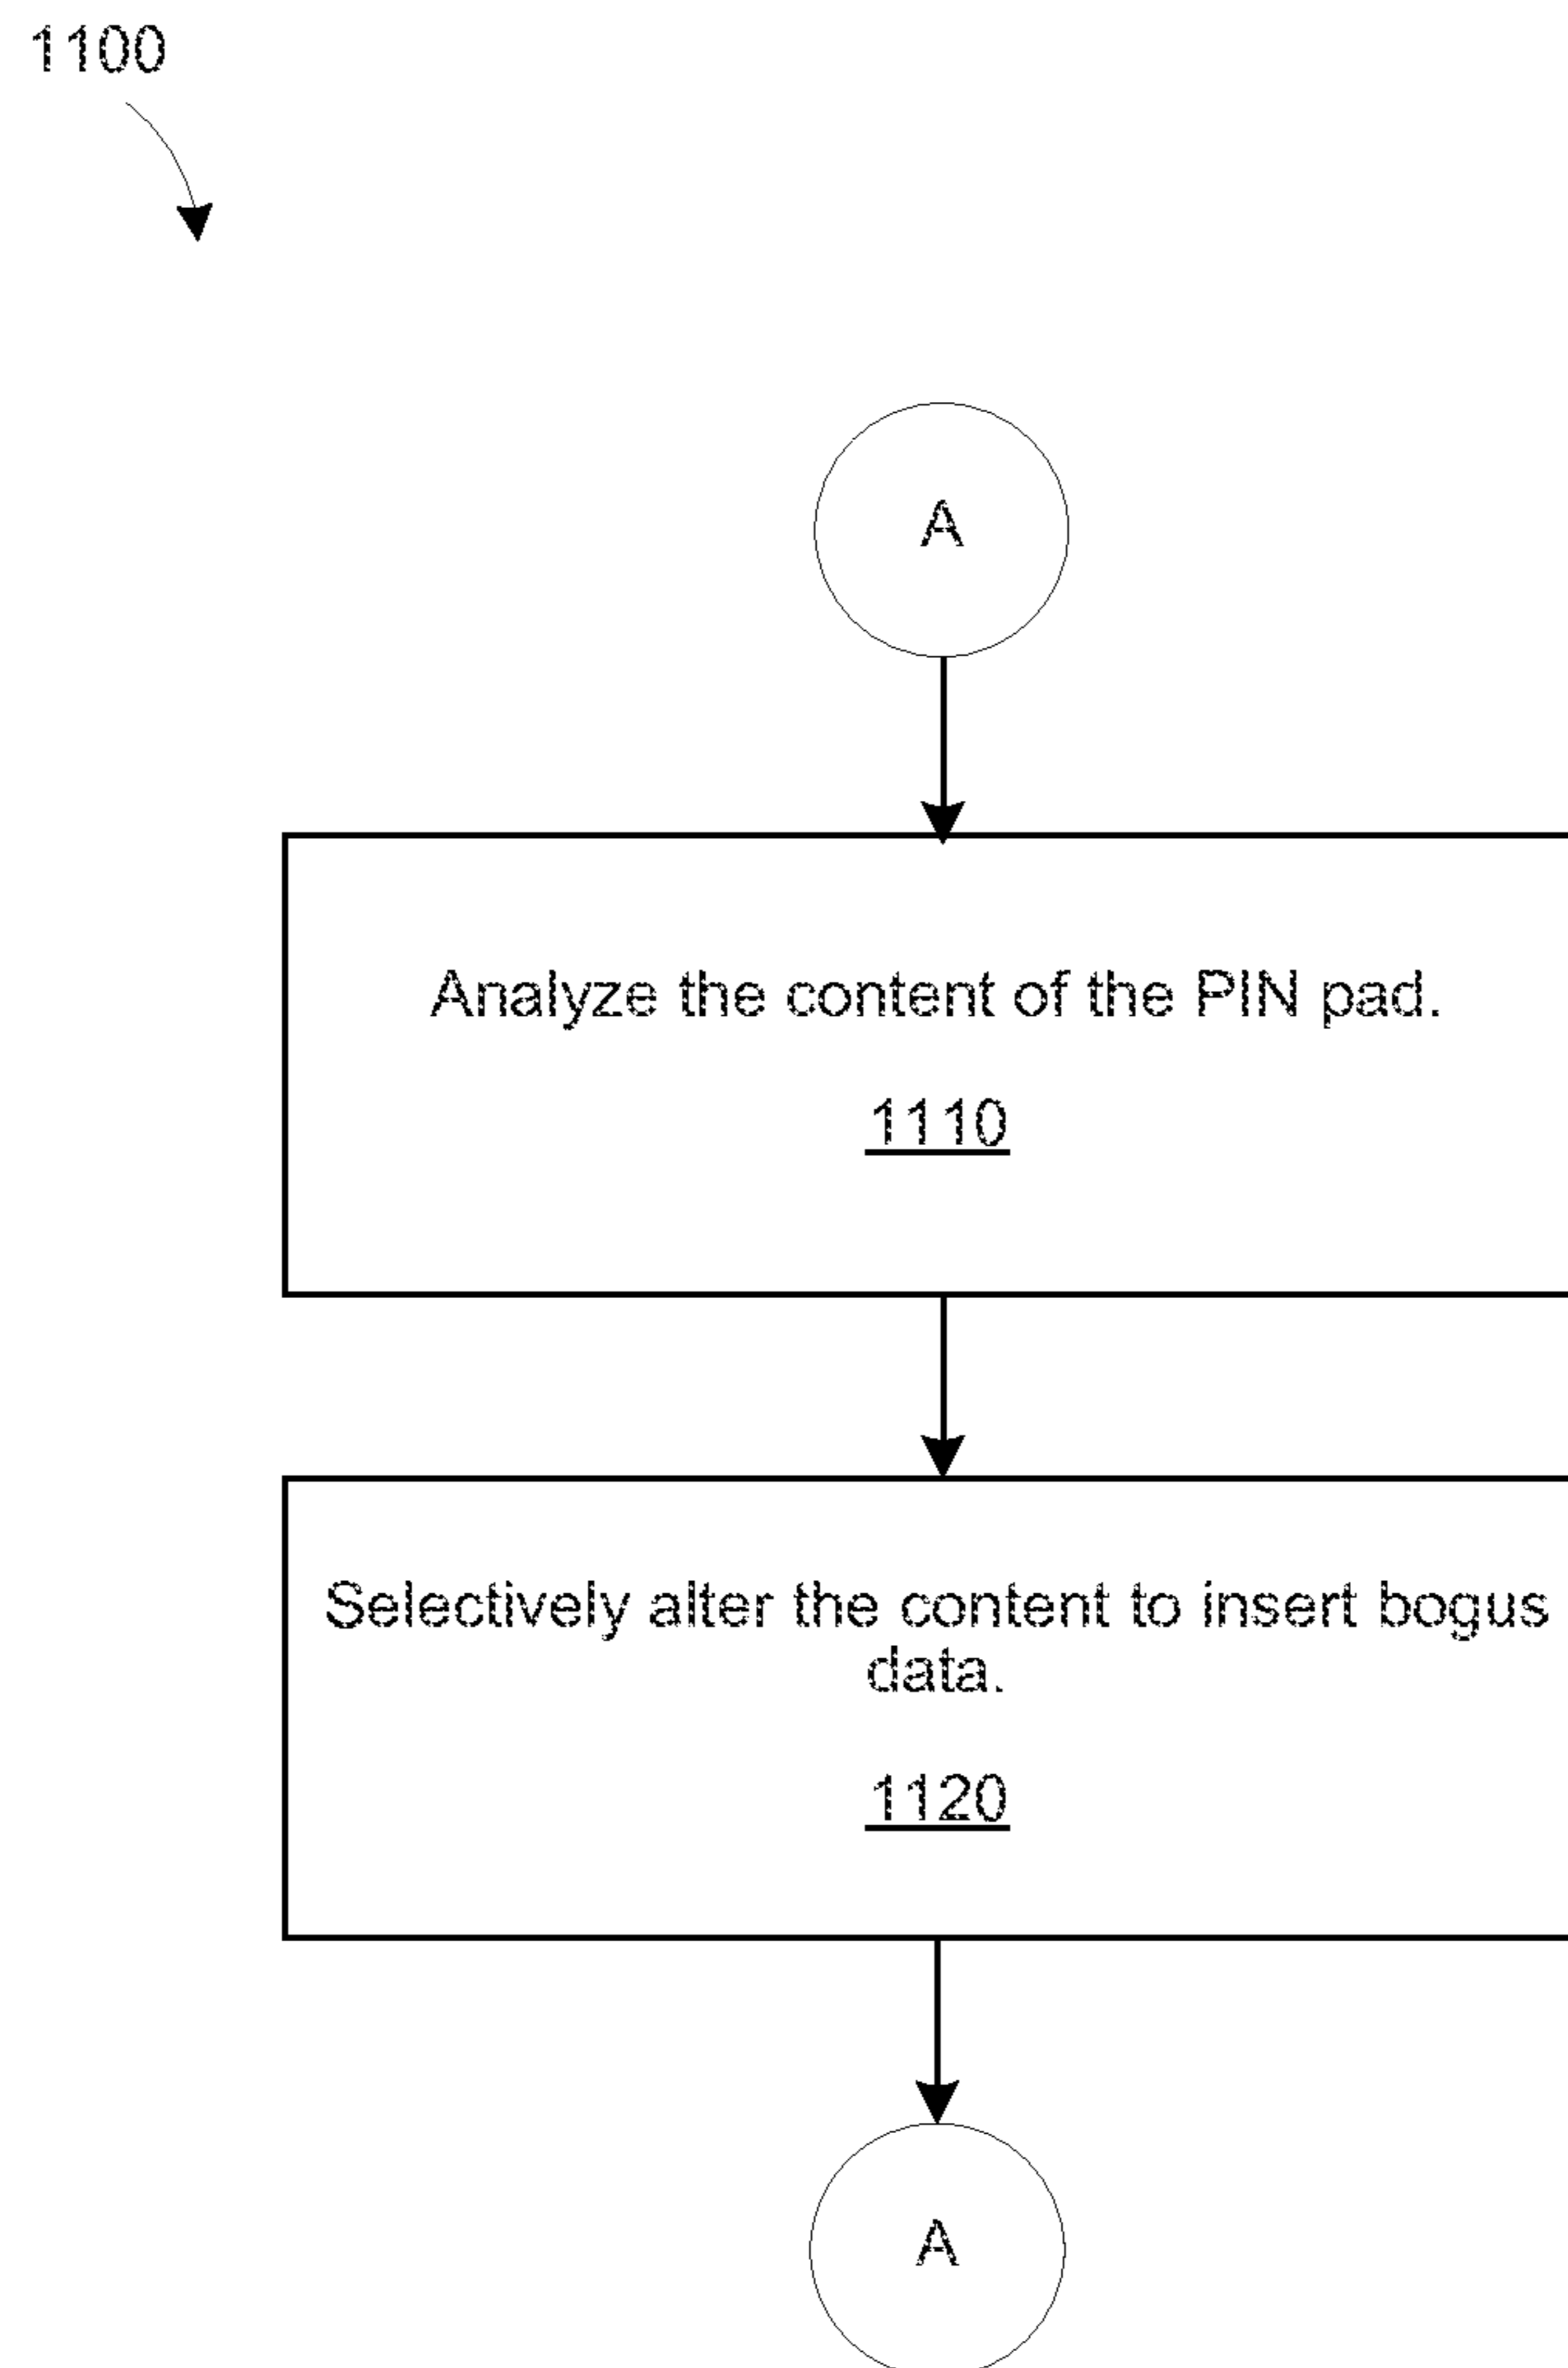 1100
A
Analyze the content of the PIN pad.
1110
Selectively alter the content to insert bogus
data.
1120
A